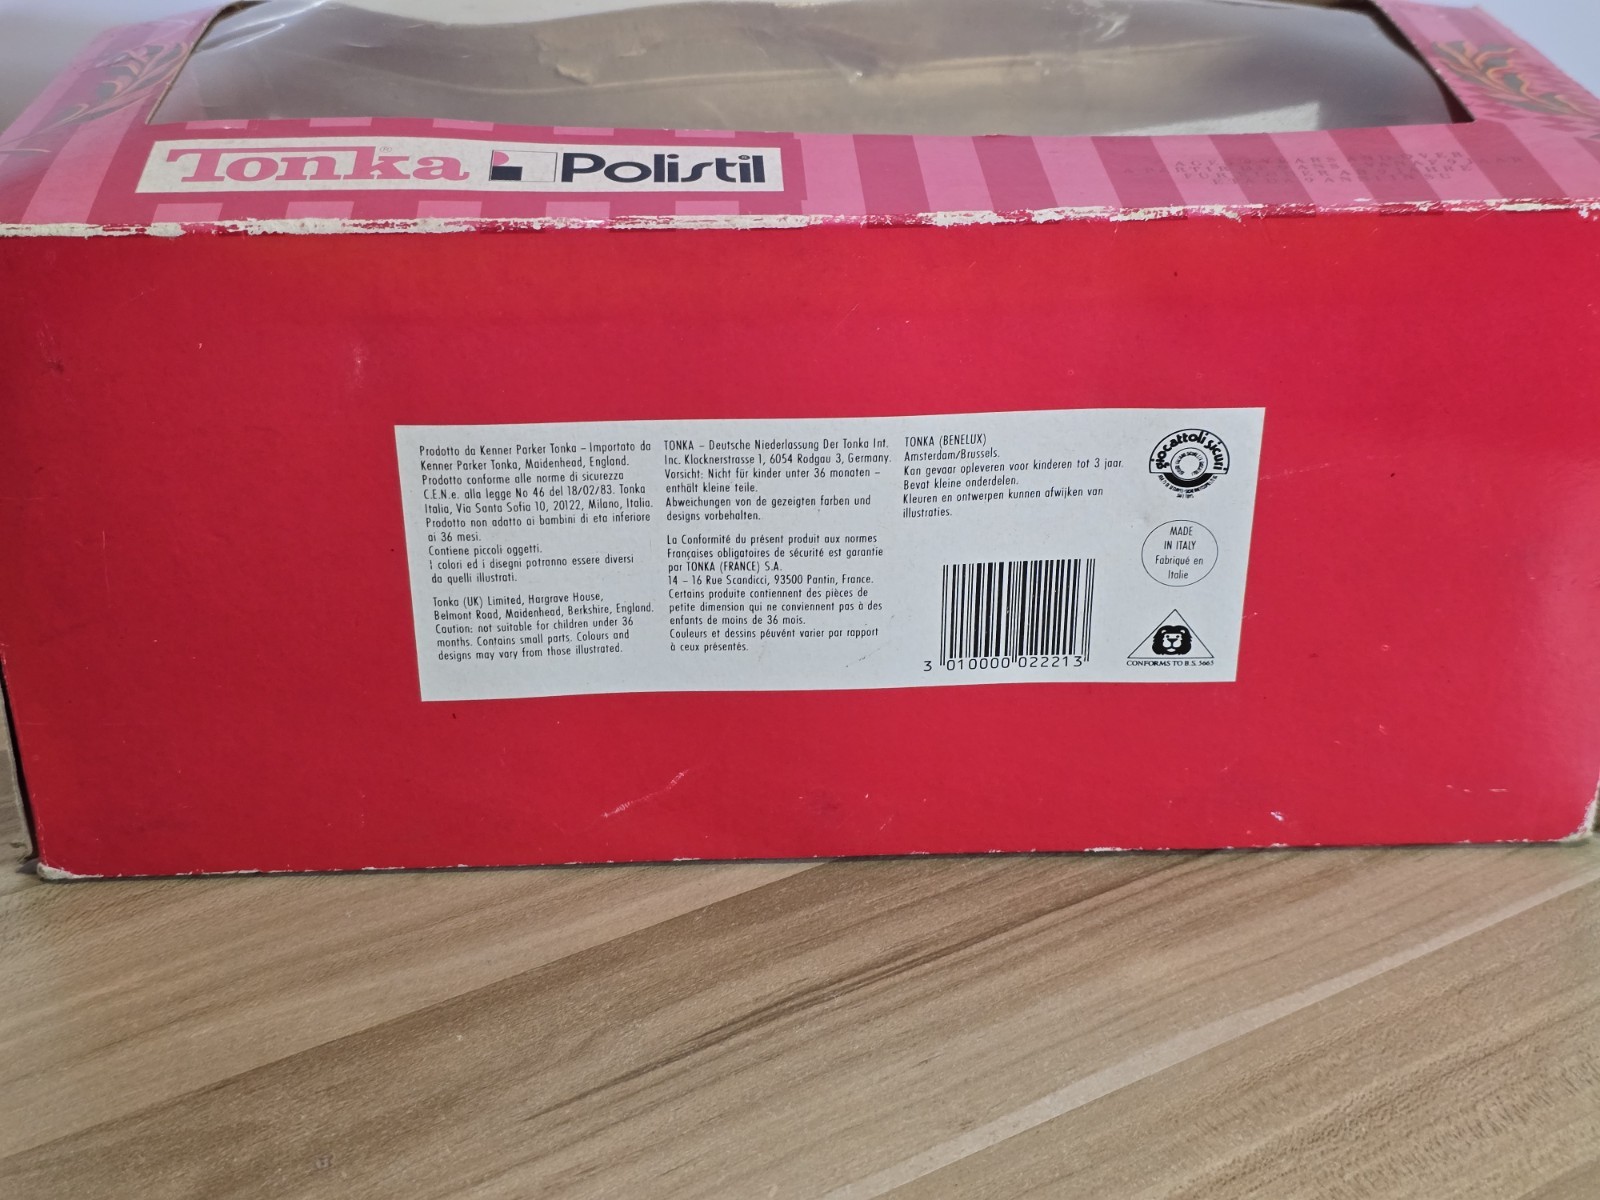 Tonka® Polistil
Prodotto da Kenner Parker Tonka – Importato da
Kenner Parker Tonka, Maidenhead, England.
Prodotto conforme alle norme di sicurezza
C.E.N.e. alla legge No 46 del 18/02/83. Tonka
Italia, Via Santa Sofia 10, 20122, Milano, Italia.
Prodotto non adatto ai bambini di eta inferiore
ai 36 mesi.
Contiene piccoli oggetti.
I colori ed i disegni potranno essere diversi
da quelli illustrati.
Tonka (UK) Limited, Hargrave House,
Belmont Road, Maidenhead, Berkshire, England.
Caution: not suitable for children under 36
months. Contains small parts. Colours and
designs may vary from those illustrated.
TONKA – Deutsche Niederlassung Der Tonka Int.
Inc. Klocknerstrasse 1, 6054 Rodgau 3, Germany.
Vorsicht: Nicht für kinder unter 36 monaten –
enthält kleine teile.
Abweichungen von de gezeigten farben und
designs vorbehalten.
La Conformité du présent produit aux normes
Françaises obligatoires de sécurité est garantie
par TONKA (FRANCE) S.A.
14 – 16 Rue Scandicci, 93500 Pantin, France.
Certains produite contiennent des pièces de
petite dimension qui ne conviennent pas à des
enfants de moins de 36 mois.
Couleurs et dessins péuvént varier par rapport
à ceux présentés.
TONKA (BENELUX)
Amsterdam/Brussels.
Kan gevaar opleveren voor kinderen tot 3 jaar.
Bevat kleine onderdelen.
Kleuren en ontwerpen kunnen afwijken van
illustraties.
3 010000 022213
giocattoli sicuri
MADE
IN ITALY
Fabriqué en
Italie
CONFORMS TO B.S. 5665